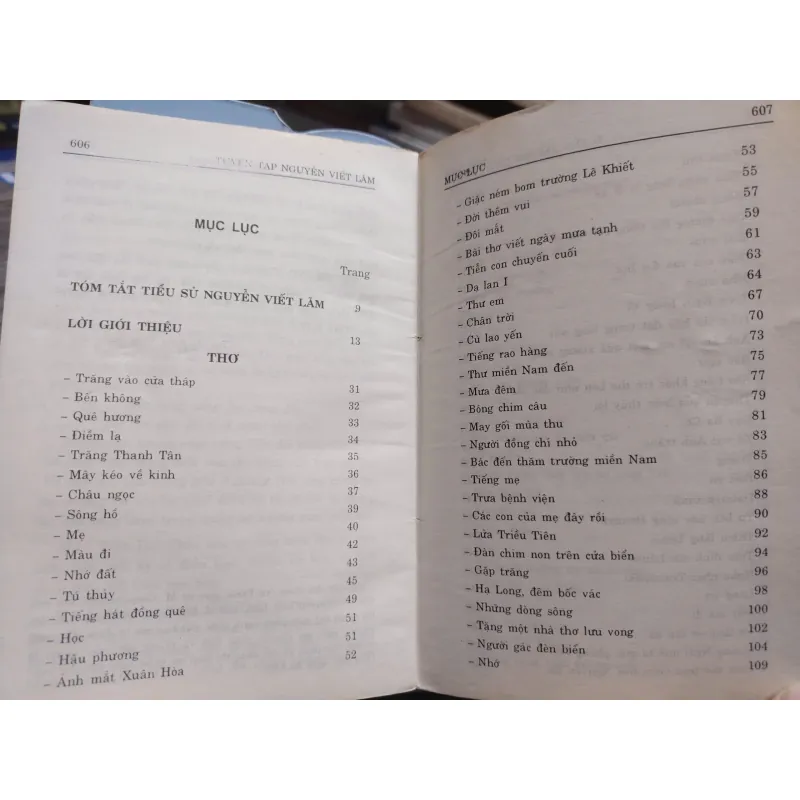 606
TUYỂN TẬP NGUYỄN VIẾT LÃM
MỤC LỤC
Trang
TÓM TẮT TIỂU SỬ NGUYỄN VIẾT LÃM 9
LỜI GIỚI THIỆU 13
THƠ
– Trăng vào cửa tháp 31
– Bến không 32
– Quê hương 33
– Điềm lạ 34
– Trăng Thanh Tân 35
– Mây kéo về kinh 36
– Châu ngọc 37
– Sông hồ 39
– Mẹ 40
– Máu đi 42
– Nhớ đất 43
– Tú thủy 45
– Tiếng hát đồng quê 49
– Học 51
– Hậu phương 51
– Ánh mắt Xuân Hòa 52
607
MỤC LỤC
– Giặc ném bom trường Lê Khiết 53
– Đời thêm vui 55
– Đôi mắt 57
– Bài thơ viết ngày mưa tạnh 59
– Tiễn con chuyến cuối 61
– Dạ lan I 63
– Thư em 64
– Chân trời 67
– Cù lao yến 70
– Tiếng rao hàng 73
– Thư miền Nam đến 75
– Mưa đêm 77
– Bông chim câu 79
– May gối mùa thu 81
– Người đồng chí nhỏ 83
– Bác đến thăm trường miền Nam 85
– Tiếng mẹ 86
– Trưa bệnh viện 88
– Các con của mẹ đây rồi 90
– Lửa Triều Tiên 92
– Đàn chim non trên cửa biển 94
– Gặp trăng 96
– Hạ Long, đêm bốc vác 98
– Những dòng sông 100
– Tặng một nhà thơ lưu vong 102
– Người gác đèn biển 104
– Nhớ 109